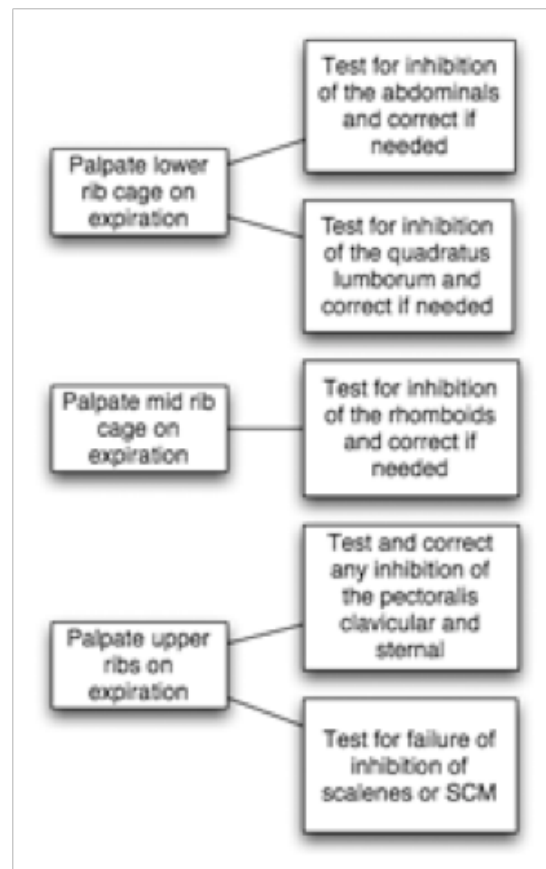 Test for inhibition
of the abdominals
and correct if
needed
Palpate lower
rib cage on
expiration
Test for inhibition
of the quadratus
lumborum and
correct if needed
Palpate mid rib
cage on
expiration
Test for inhibition
of the rhomboids
and correct if
needed
Test and correct
any inhibition of
the pectoralis
clavicular and
sternal
Palpate upper
ribs on
expiration
Test for failure of
inhibition of
scalenes or SCM